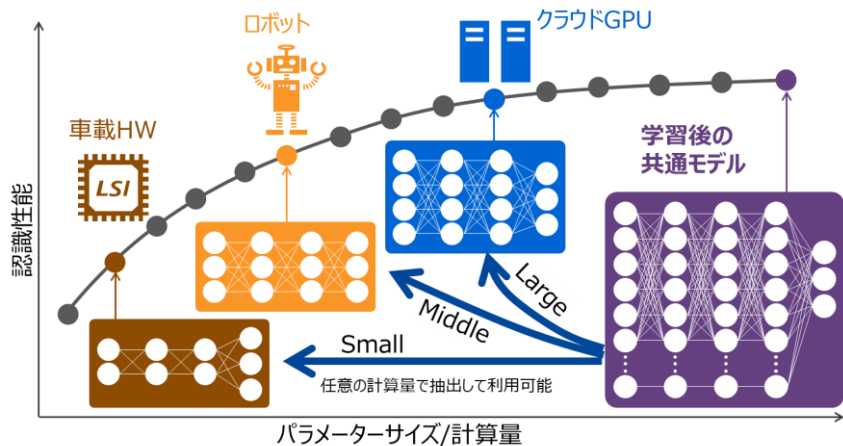 ロボット
クラウドGPU
車載HW
LSI
学習後の
共通モデル
認識性能
Large
Middle
Small
任意の計算量で抽出して利用可能
パラメーターサイズ/計算量